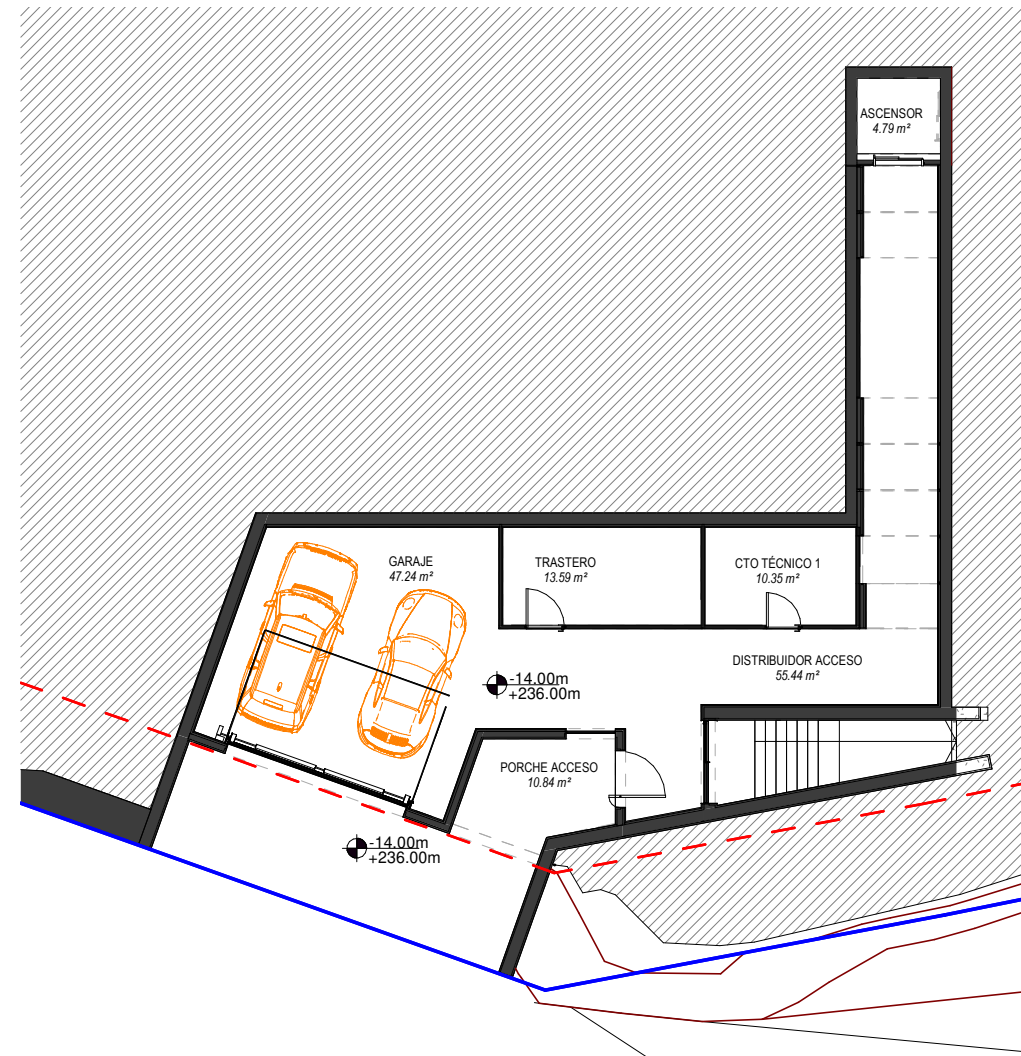 ASCENSOR
4.79 m²
GARAJE
47.24 m²
TRASTERO
13.59 m²
CTO TÉCNICO 1
10.35 m²
DISTRIBUIDOR ACCESO
55.44 m²
-14.00m
+236.00m
PORCHE ACCESO
10.84 m²
-14.00m
+236.00m